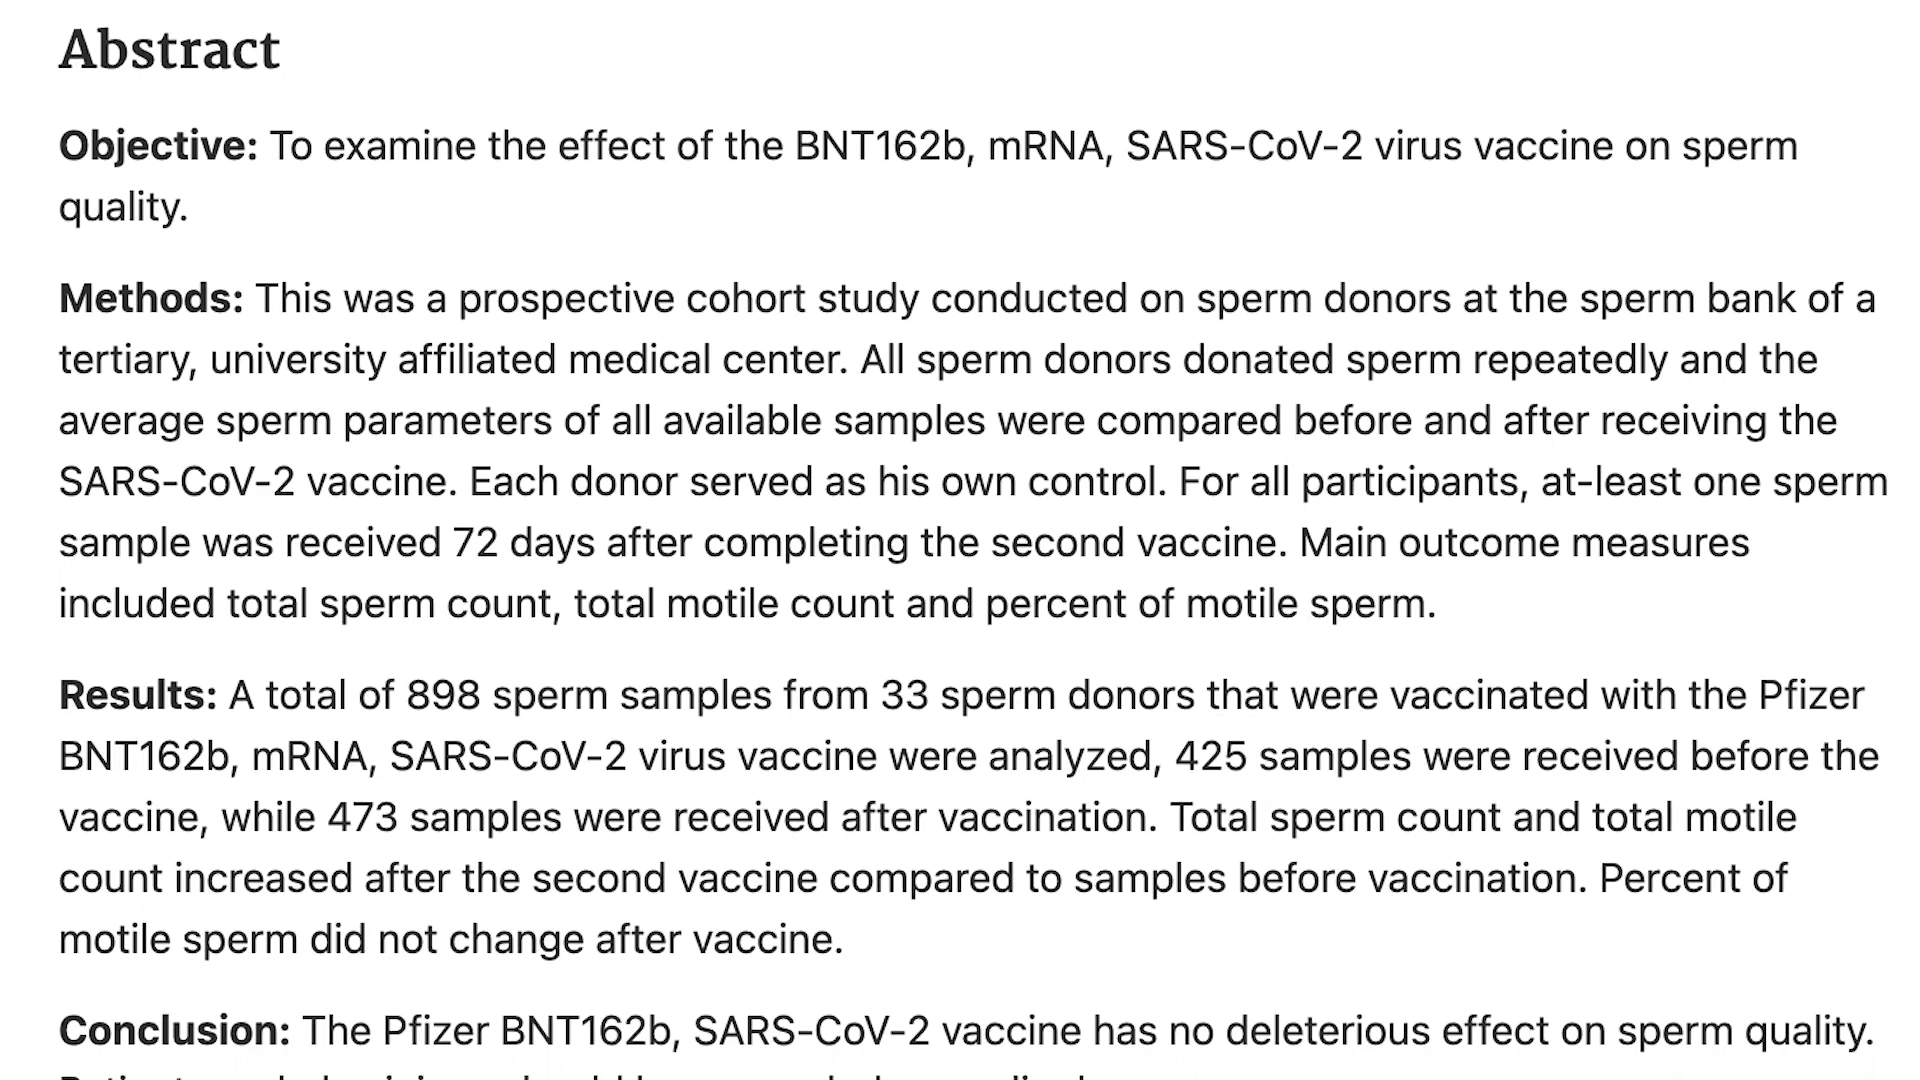 Abstract
Objective: To examine the effect of the BNT162b, mRNA, SARS-CoV-2 virus vaccine on sperm
quality.
Methods: This was a prospective cohort study conducted on sperm donors at the sperm bank of a
tertiary, university affiliated medical center. All sperm donors donated sperm repeatedly and the
average sperm parameters of all available samples were compared before and after receiving the
SARS-CoV-2 vaccine. Each donor served as his own control. For all participants, at-least one sperm
sample was received 72 days after completing the second vaccine. Main outcome measures
included total sperm count, total motile count and percent of motile sperm.
Results: A total of 898 sperm samples from 33 sperm donors that were vaccinated with the Pfizer
BNT162b, mRNA, SARS-CoV-2 virus vaccine were analyzed, 425 samples were received before the
vaccine, while 473 samples were received after vaccination. Total sperm count and total motile
count increased after the second vaccine compared to samples before vaccination. Percent of
motile sperm did not change after vaccine.
Conclusion: The Pfizer BNT162b, SARS-CoV-2 vaccine has no deleterious effect on sperm quality.